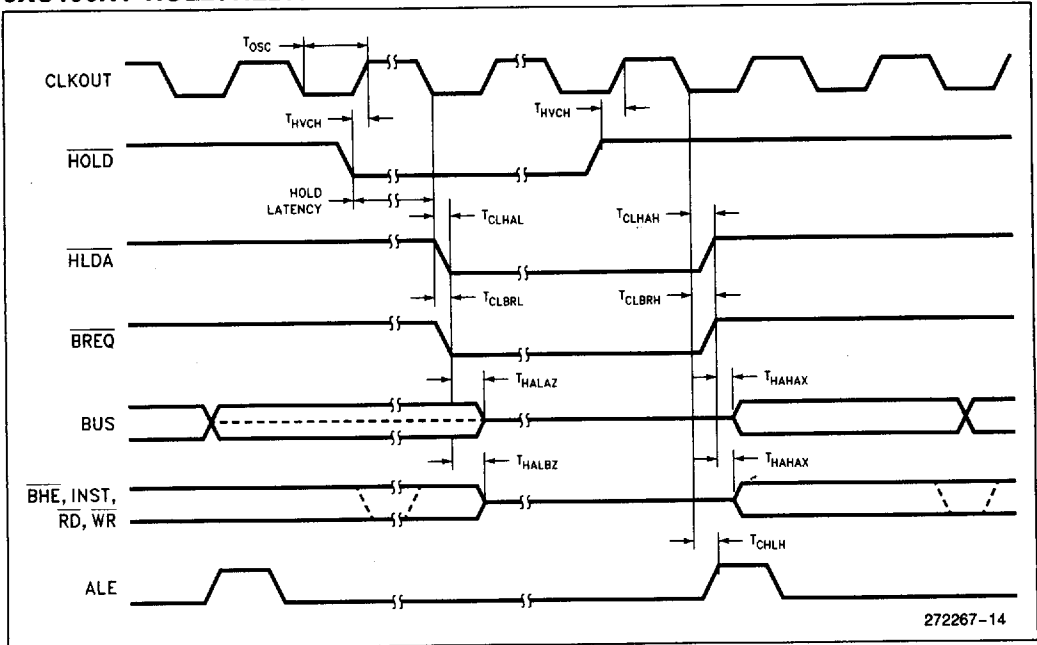 T_OSC
CLKOUT
T_HVCH
T_HVCH
HOLD
HOLD
LATENCY
T_CLHAL
T_CLHAH
HLDA
T_CLBRL
T_CLBRH
BREQ
T_HALAZ
T_HAHAX
BUS
T_HALBZ
T_HAHAX
BHE, INST,
RD, WR
T_CHLH
ALE
272267-14